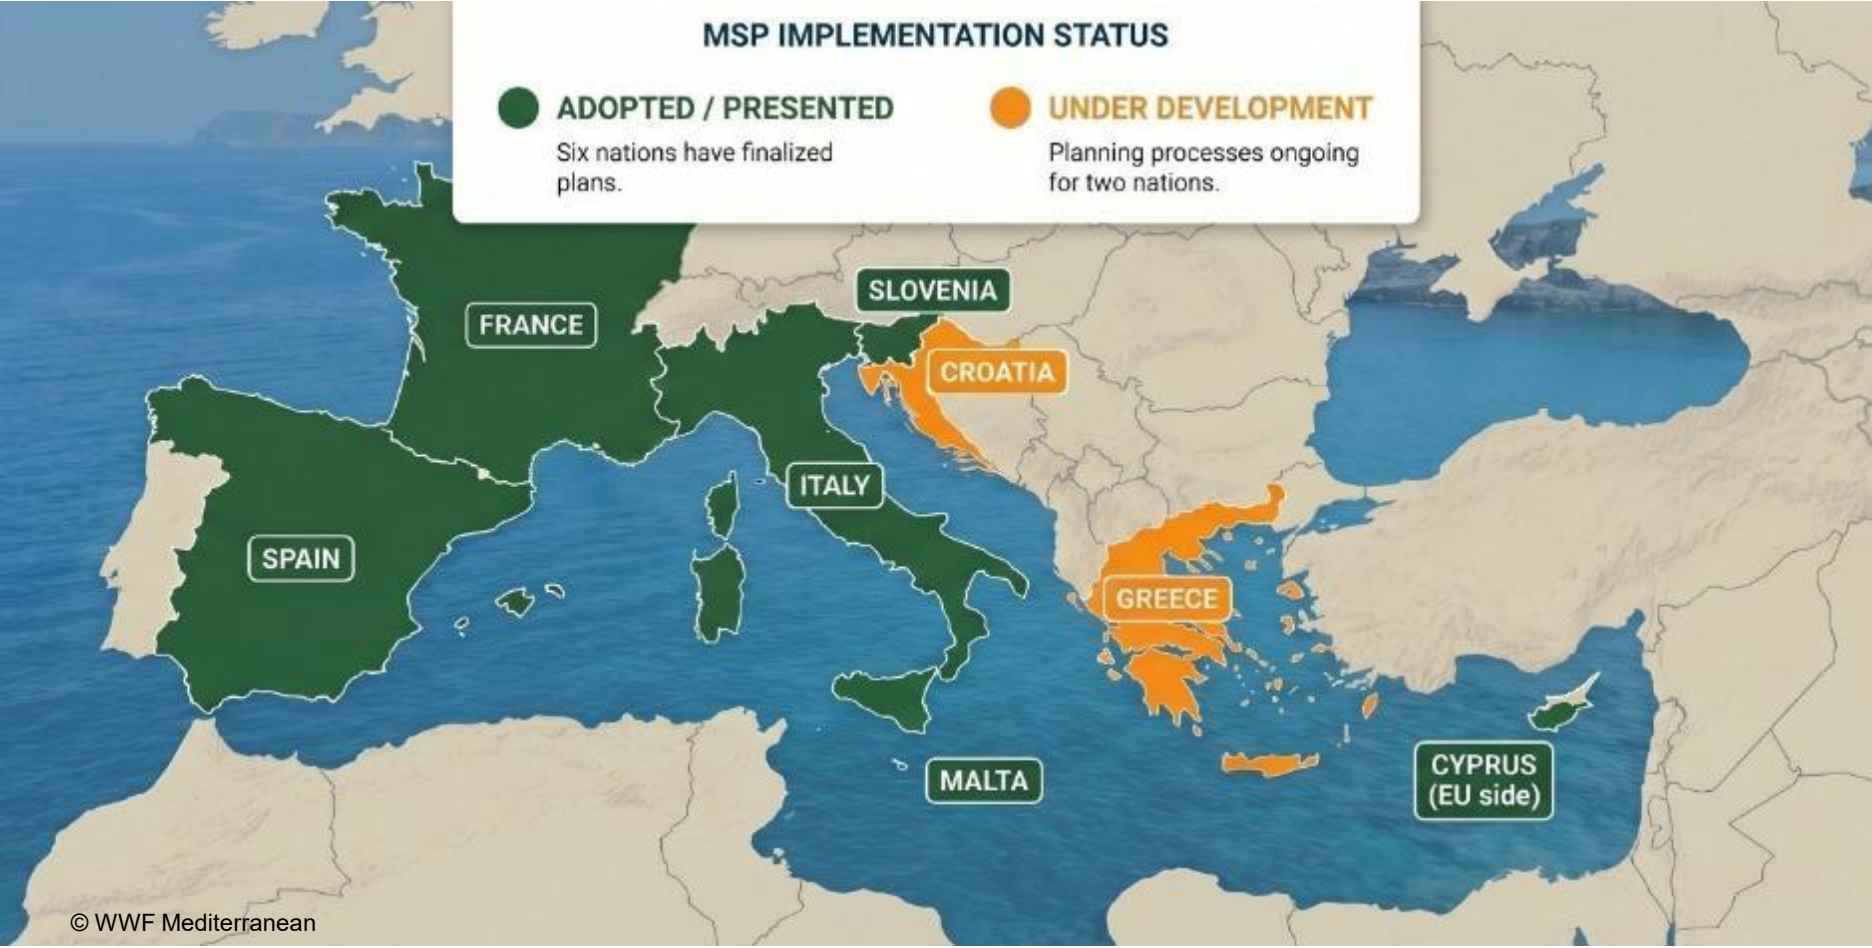 MSP IMPLEMENTATION STATUS
ADOPTED / PRESENTED
Six nations have finalized
plans.
UNDER DEVELOPMENT
Planning processes ongoing
for two nations.
SLOVENIA
FRANCE
CROATIA
ITALY
SPAIN
GREECE
MALTA
CYPRUS
(EU side)
© WWF Mediterranean